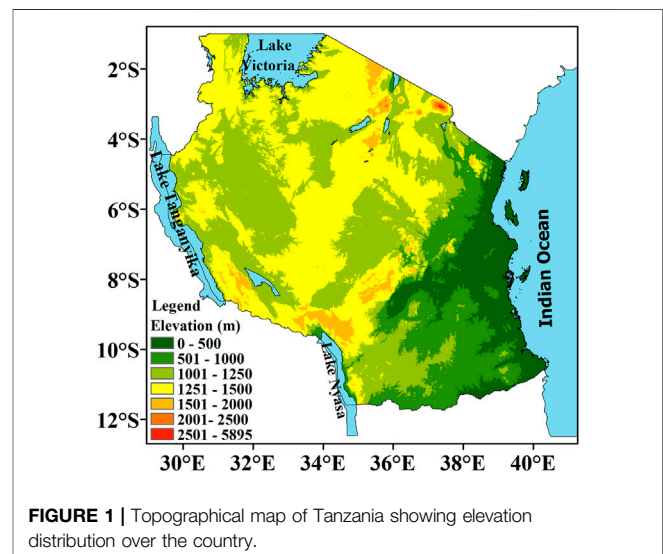 Lake
Victoria
2°S
4°S
6°S
8°S
10°S
12°S
Lake Tanganyika
Indian Ocean
Lake Nyasa
Legend
Elevation (m)
0 - 500
501 - 1000
1001 - 1250
1251 - 1500
1501 - 2000
2001 - 2500
2501 - 5895
30°E 32°E 34°E 36°E 38°E 40°E
FIGURE 1 | Topographical map of Tanzania showing elevation
distribution over the country.